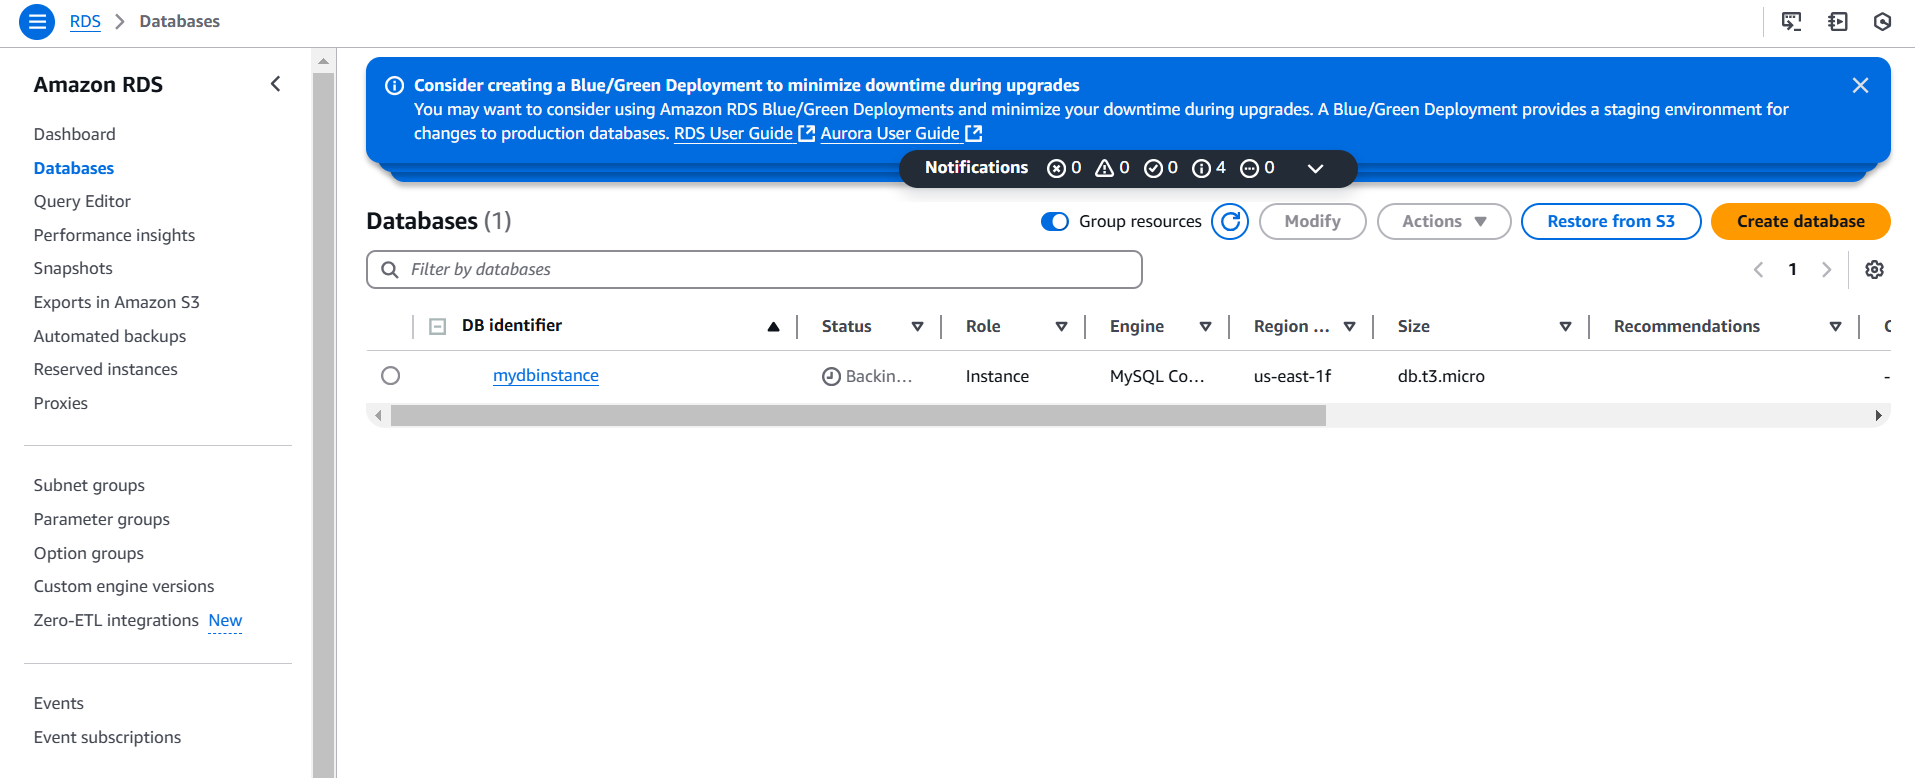 RDS > Databases
Amazon RDS
Dashboard
Databases
Query Editor
Performance insights
Snapshots
Exports in Amazon S3
Automated backups
Reserved instances
Proxies
Subnet groups
Parameter groups
Option groups
Custom engine versions
Zero-ETL integrations New
Events
Event subscriptions
Consider creating a Blue/Green Deployment to minimize downtime during upgrades
You may want to consider using Amazon RDS Blue/Green Deployments and minimize your downtime during upgrades. A Blue/Green Deployment provides a staging environment for
changes to production databases. RDS User Guide Aurora User Guide
Notifications 0 0 0 4 0
Databases (1) Group resources Modify Actions Restore from S3 Create database
Filter by databases 1
DB identifier Status Role Engine Region ... Size Recommendations
mydbinstance Backin... Instance MySQL Co... us-east-1f db.t3.micro -